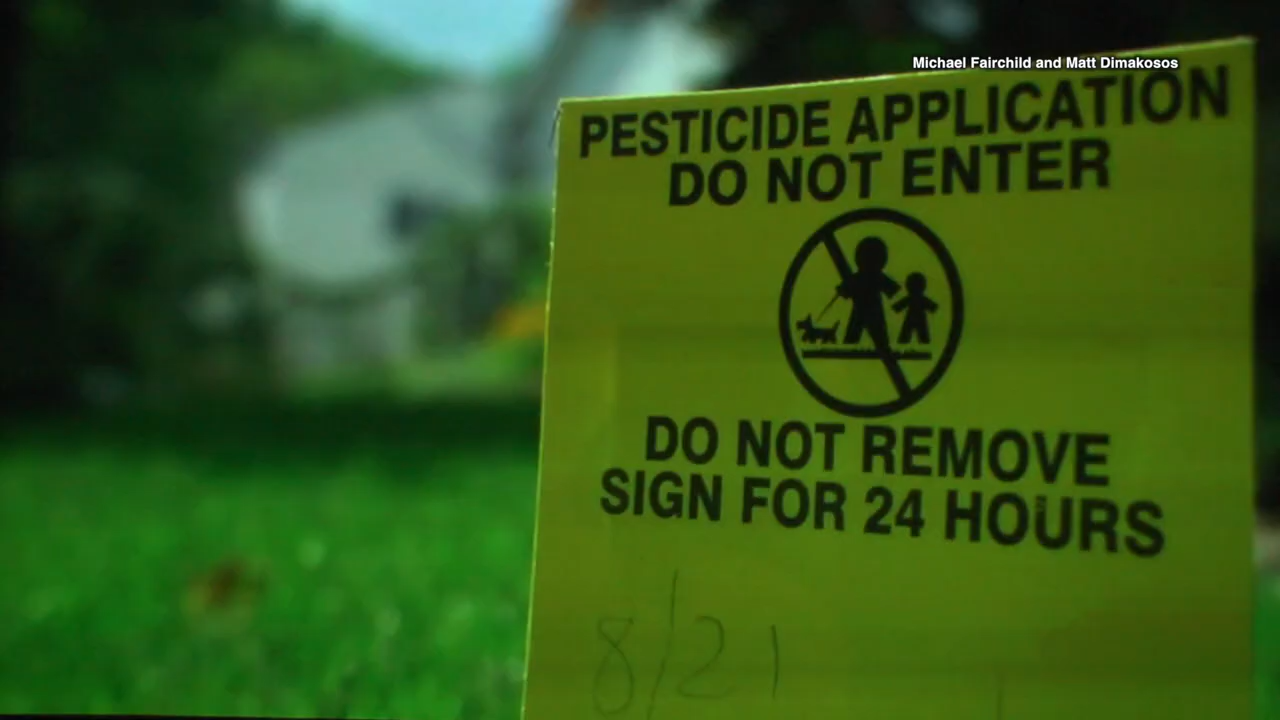 Michael Fairchild and Matt Dimakosos
PESTICIDE APPLICATION
DO NOT ENTER
DO NOT REMOVE
SIGN FOR 24 HOURS
8/21